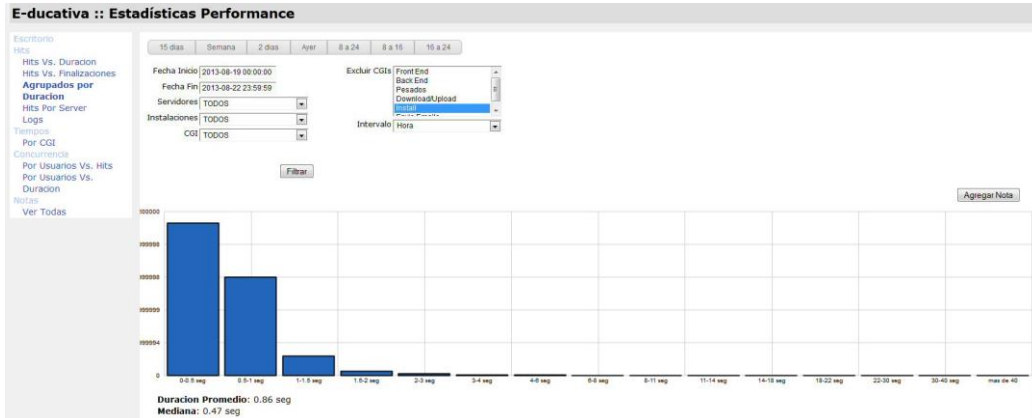 E-ducativa :: Estadísticas Performance
Escritorio
Hits
Hits Vs. Duracion
Hits Vs. Finalizaciones
Agrupados por
Duracion
Hits Por Server
Logs
Tiempos
Por CGI
Concurrencia
Por Usuarios Vs. Hits
Por Usuarios Vs.
Duracion
Notas
Ver Todas
15 dias Semana 2 dias Ayer 8 a 24 8 a 16 16 a 24
Fecha Inicio 2013-08-19 00:00:00
Fecha Fin 2013-08-22 23:59:59
Servidores TODOS
Instalaciones TODOS
CGI TODOS
Excluir CGIs Front End
Back End
Pesados
Download/Upload
Install
Intervalo Hora
Filtrar
Agregar Nota
0
0-0.5 seg 0.5-1 seg 1-1.5 seg 1.5-2 seg 2-3 seg 3-4 seg 4-6 seg 6-8 seg 8-11 seg 11-14 seg 14-18 seg 18-22 seg 22-30 seg 30-40 seg mas de 40
Duracion Promedio: 0.86 seg
Mediana: 0.47 seg